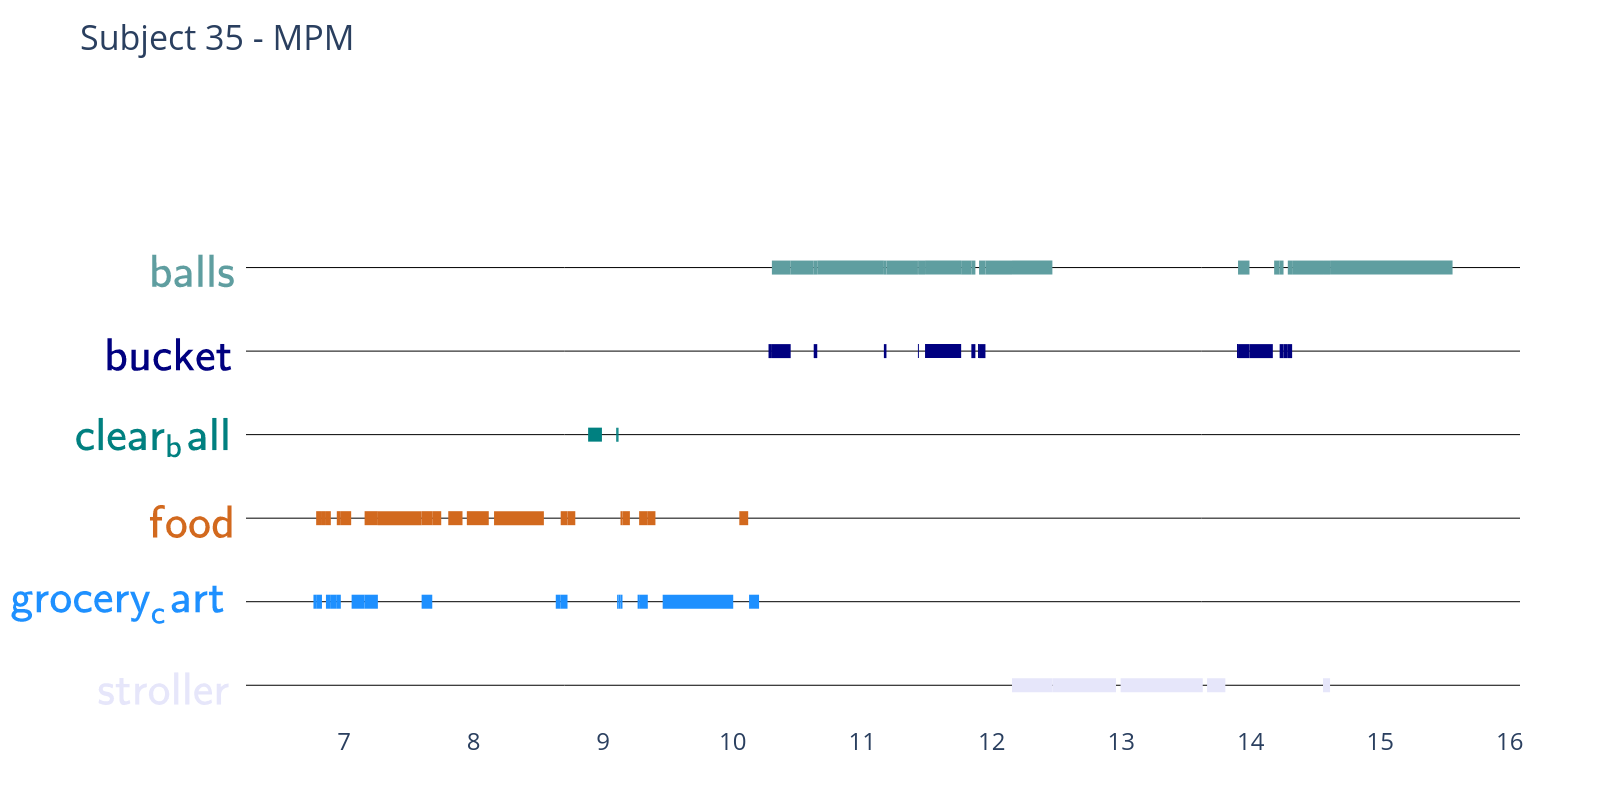 Subject 35 - MPM
balls
bucket
clear_ball
food
grocery_cart
stroller
7 8 9 10 11 12 13 14 15 16